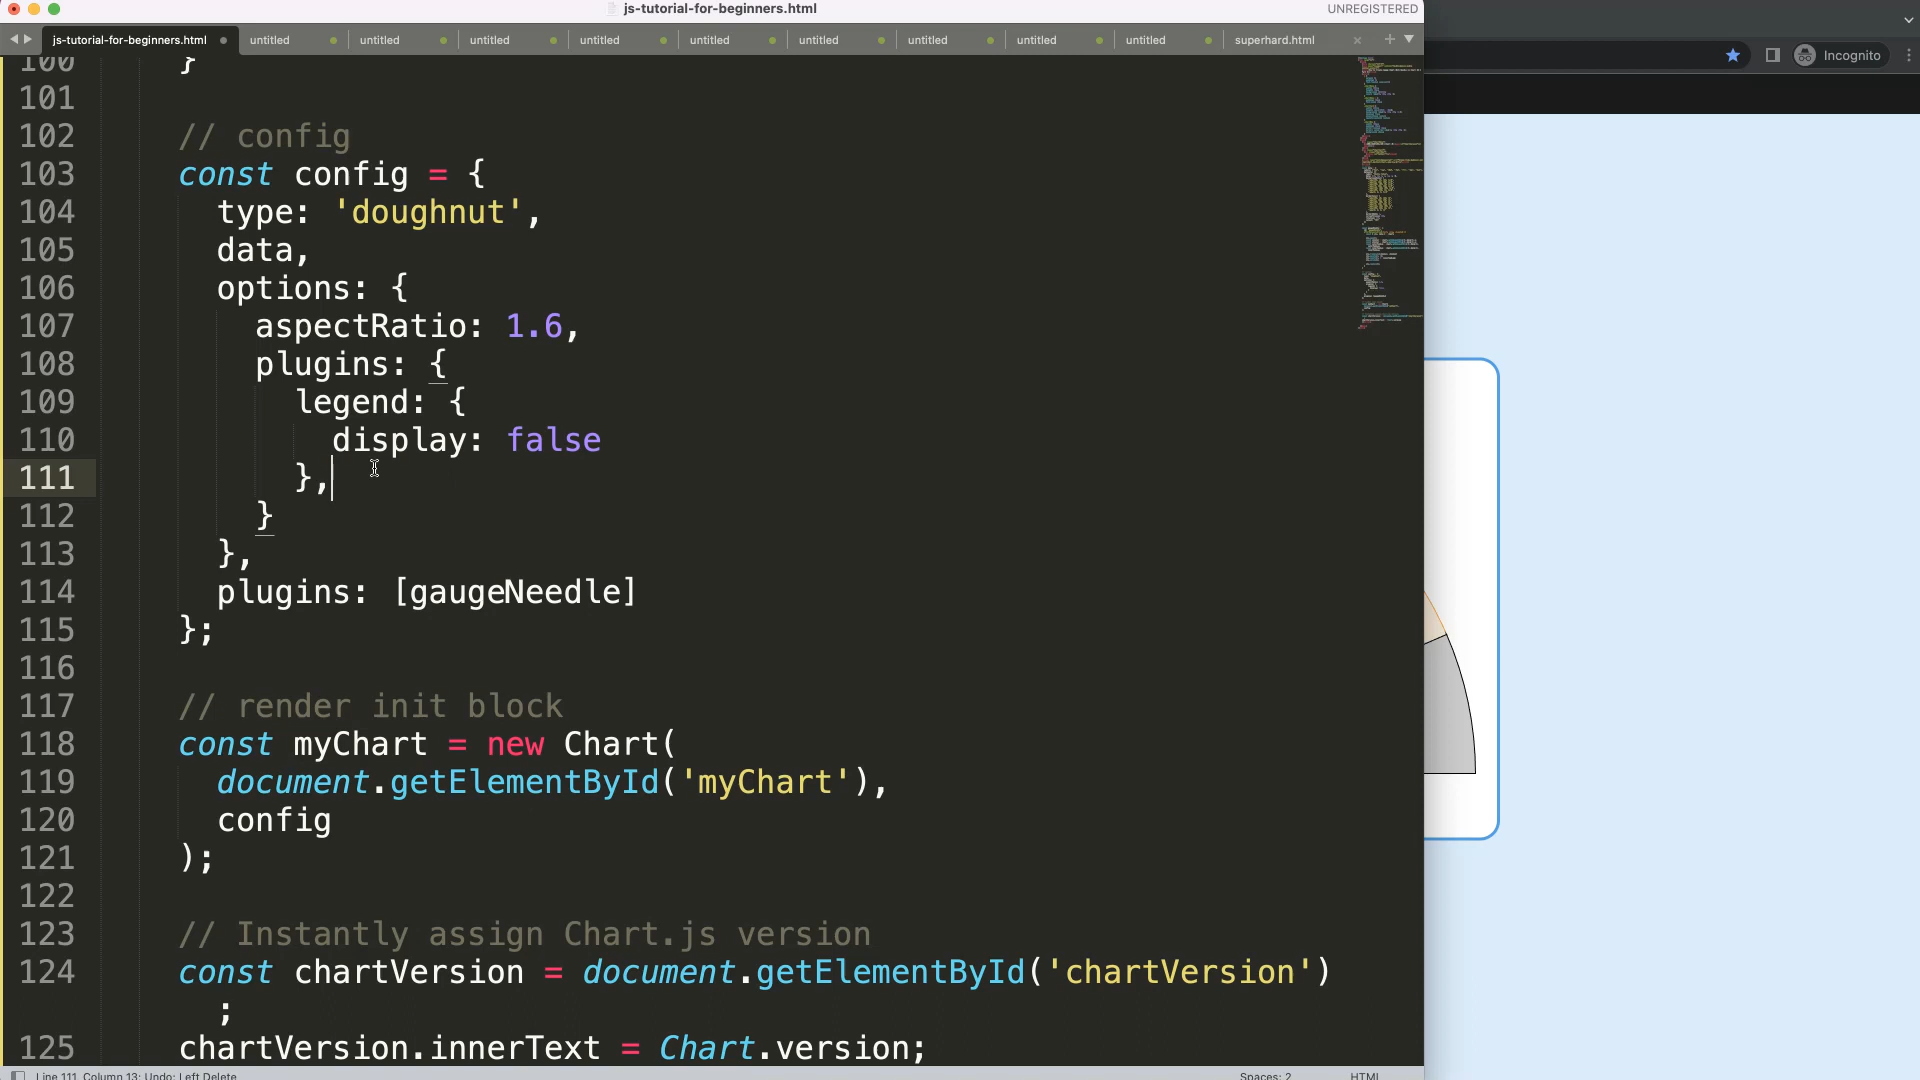 js-tutorial-for-beginners.html
UNREGISTERED
js-tutorial-for-beginners.html untitled untitled untitled untitled untitled untitled untitled untitled untitled superhard.html
Incognito
100 }
101
102 // config
103 const config = {
104 type: 'doughnut',
105 data,
106 options: {
107 aspectRatio: 1.6,
108 plugins: {
109 legend: {
110 display: false
111 },
112 }
113 },
114 plugins: [gaugeNeedle]
115 };
116
117 // render init block
118 const myChart = new Chart(
119 document.getElementById('myChart'),
120 config
121 );
122
123 // Instantly assign Chart.js version
124 const chartVersion = document.getElementById('chartVersion')
;
125 chartVersion.innerText = Chart.version;
Line 111, Column 13; Undo: Left Delete Spaces: 2 HTML